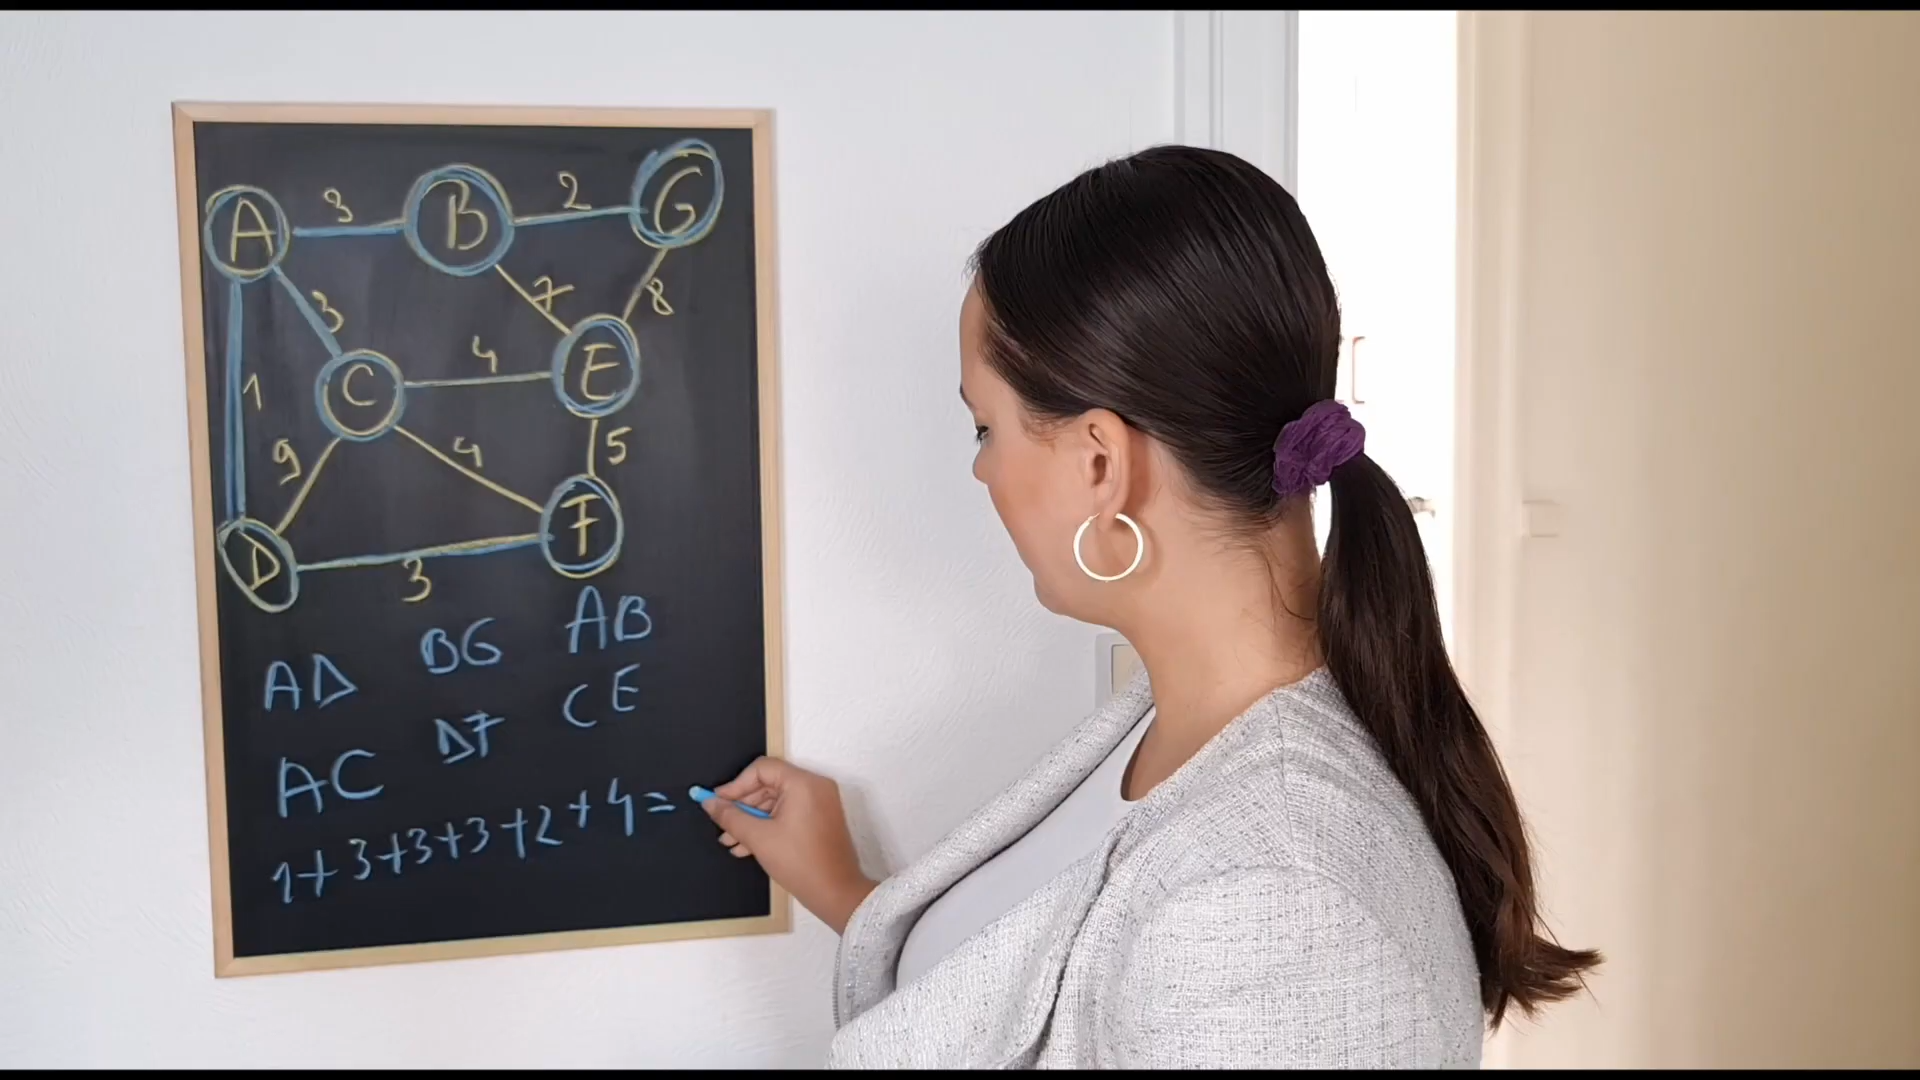 A 3 B 2 G
3 7 8
1 C 4 E
9 4 5
D 3 F
AD BG AB
AC DF CE
1+3+3+3+2+4=